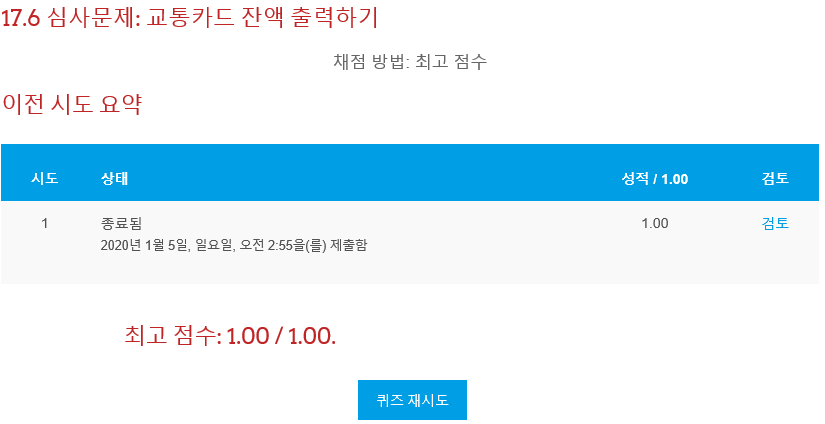 17.6 심사문제: 교통카드 잔액 출력하기
채점 방법: 최고 점수
이전 시도 요약
시도 상태 성적 / 1.00 검토
1 종료됨 1.00 검토
2020년 1월 5일, 일요일, 오전 2:55을(를) 제출함
최고 점수: 1.00 / 1.00.
퀴즈 재시도